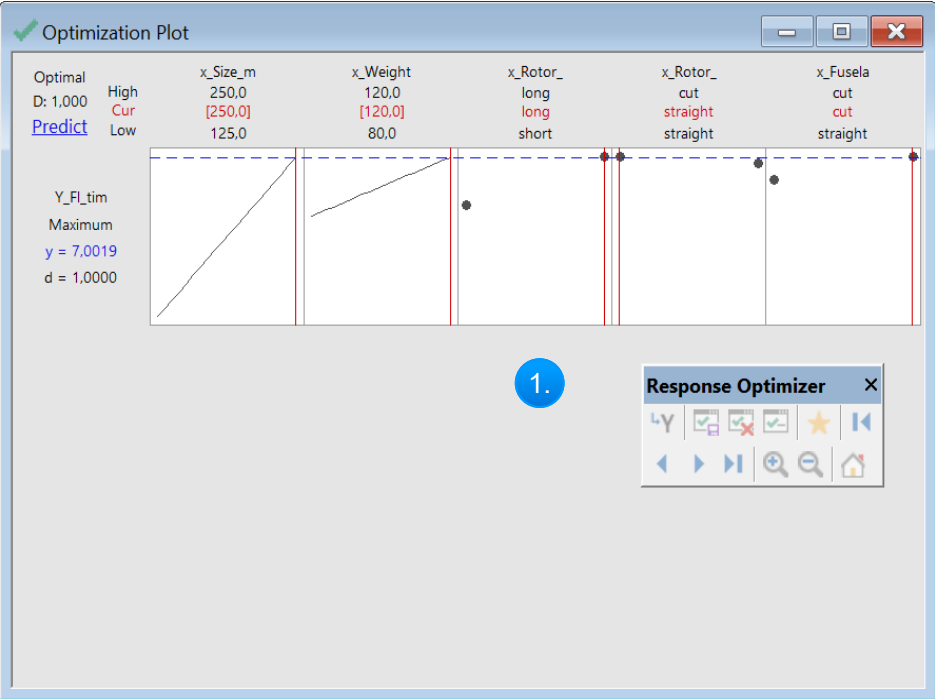 Optimization Plot
Optimal
D: 1,000
Predict
High
Cur
Low
x_Size_m
250,0
[250,0]
125,0
x_Weight
120,0
[120,0]
80,0
x_Rotor_
long
long
short
x_Rotor_
cut
straight
straight
x_Fusela
cut
cut
straight
Y_Fl_tim
Maximum
y = 7,0019
d = 1,0000
1.
Response Optimizer
Y